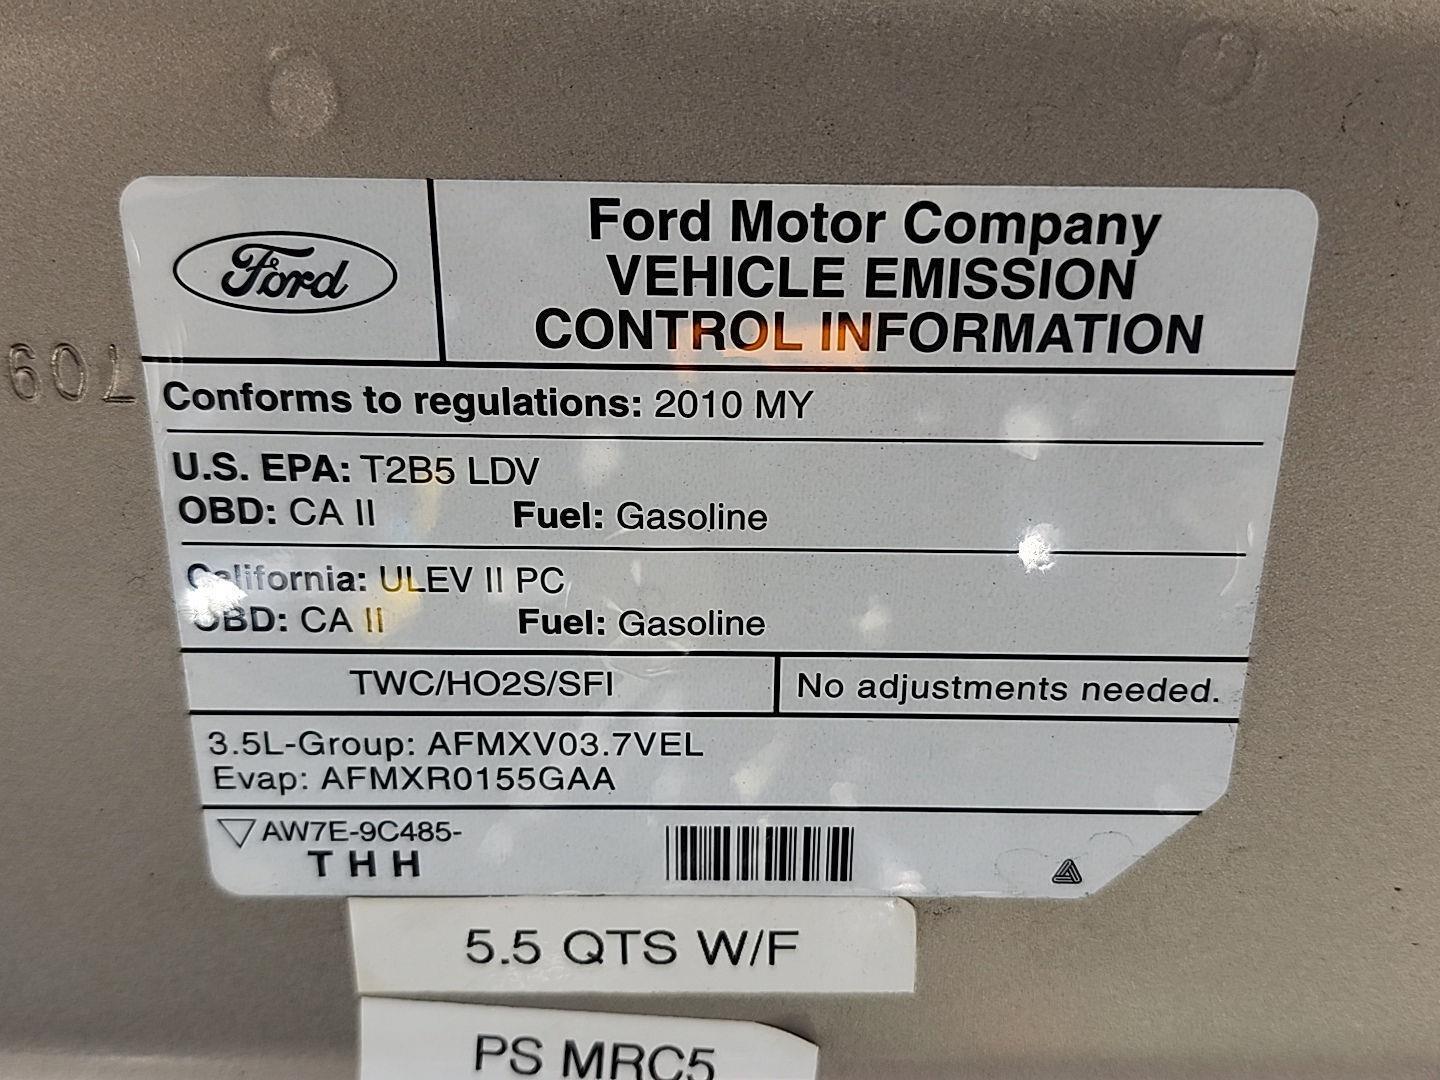 Ford
Ford Motor Company
VEHICLE EMISSION
CONTROL INFORMATION
Conforms to regulations: 2010 MY
U.S. EPA: T2B5 LDV
OBD: CA II Fuel: Gasoline
California: ULEV II PC
OBD: CA II Fuel: Gasoline
TWC/HO2S/SFI
No adjustments needed.
3.5L-Group: AFMXV03.7VEL
Evap: AFMXR0155GAA
AW7E-9C485-
T H H
5.5 QTS W/F
PS MRC5